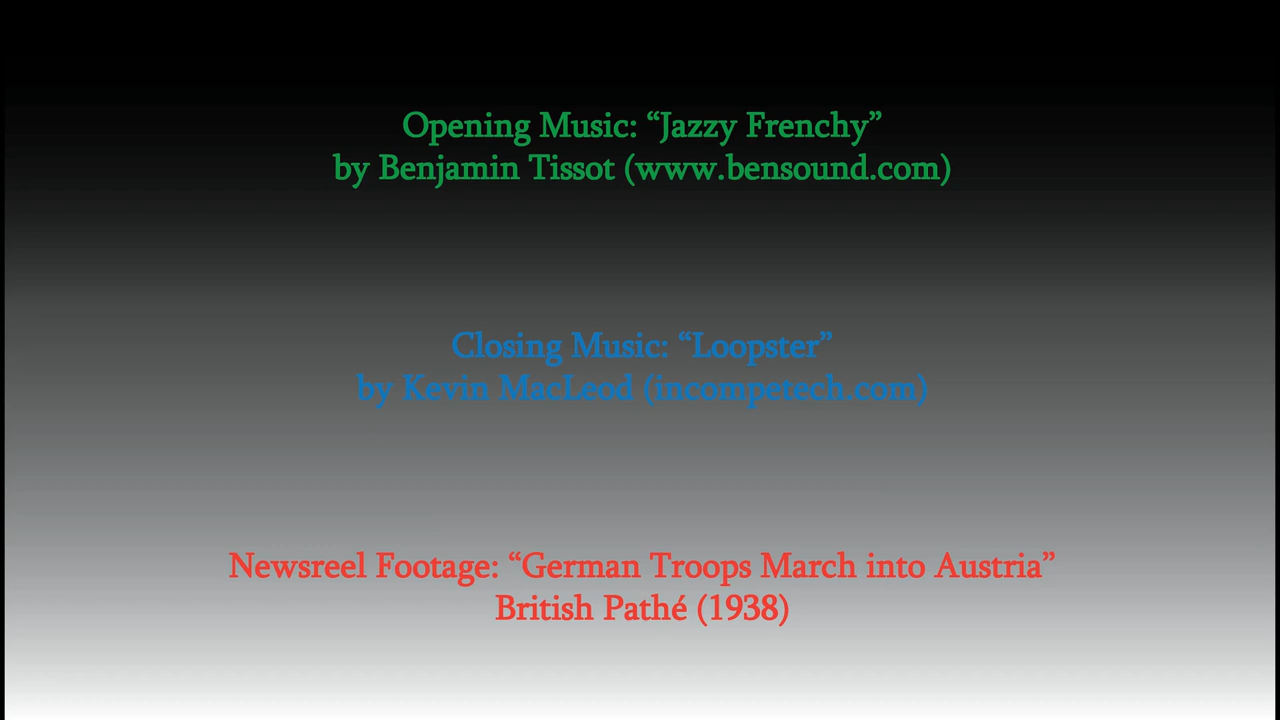 Opening Music: “Jazzy Frenchy”
by Benjamin Tissot (www.bensound.com)
Closing Music: “Loopster”
by Kevin MacLeod (incompetech.com)
Newsreel Footage: “German Troops March into Austria”
British Pathé (1938)